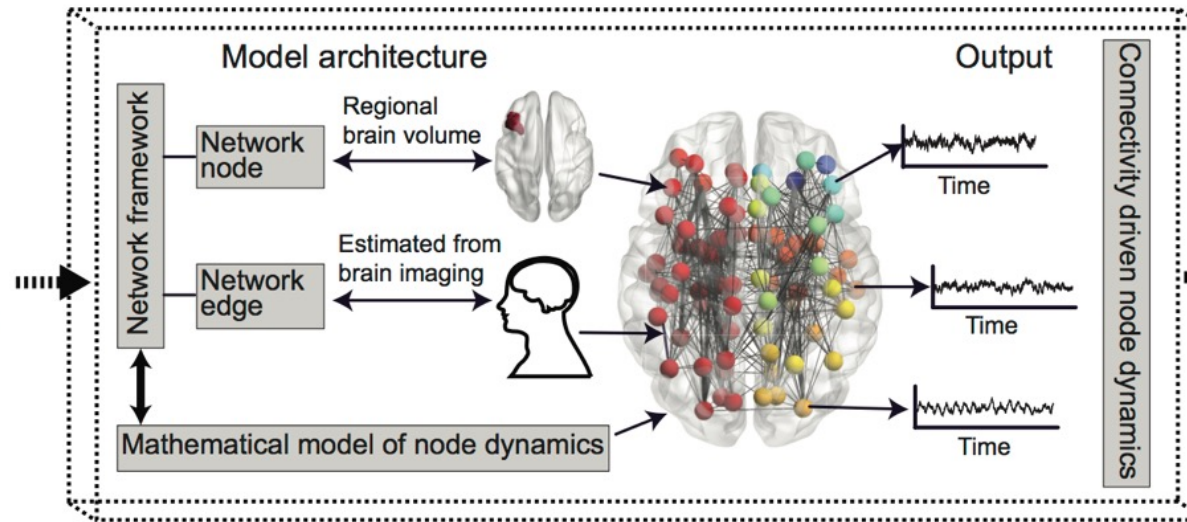 Model architecture
Output
Network framework
Network
node
Regional
brain volume
Network
edge
Estimated from
brain imaging
Mathematical model of node dynamics
Time
Time
Time
Connectivity driven node dynamics